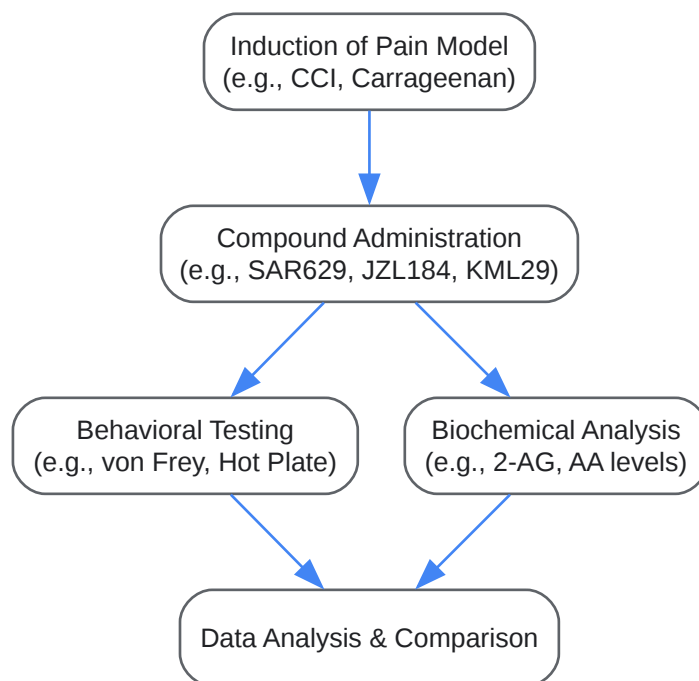 Induction of Pain Model
(e.g., CCI, Carrageenan)
Compound Administration
(e.g., SAR629, JZL184, KML29)
Behavioral Testing
(e.g., von Frey, Hot Plate)
Biochemical Analysis
(e.g., 2-AG, AA levels)
Data Analysis & Comparison